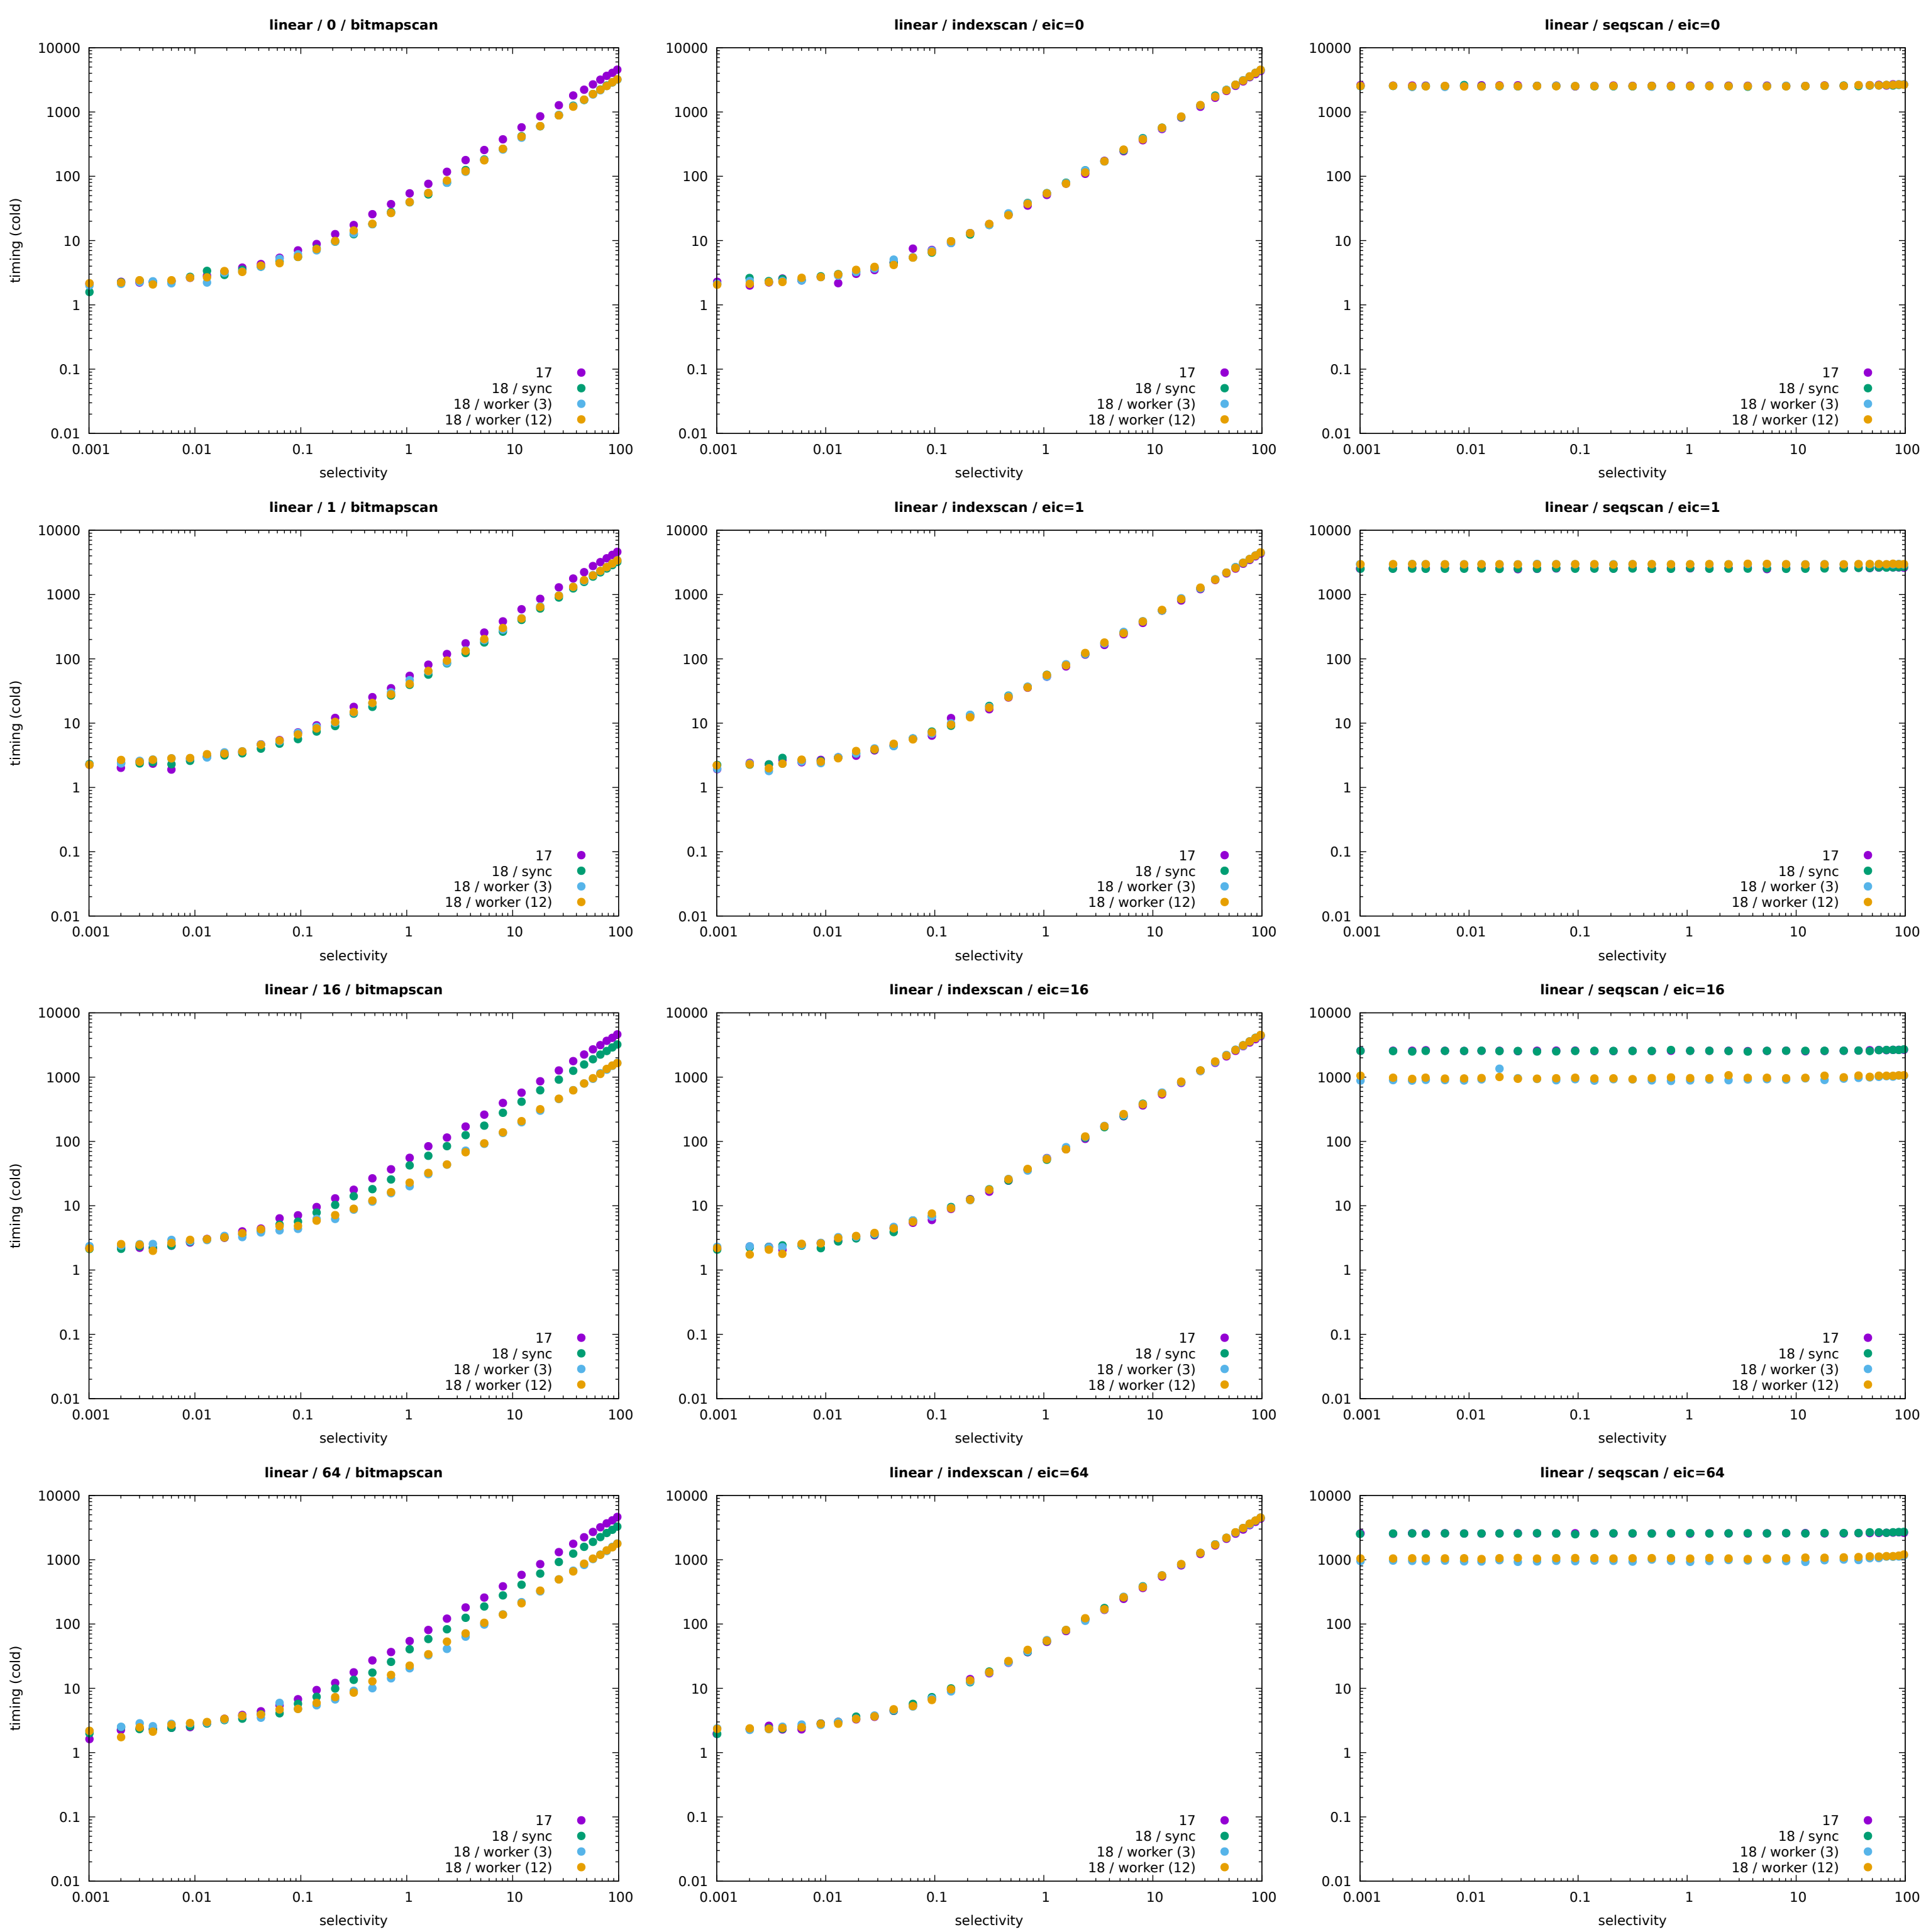 linear / 0 / bitmapscan
timing (cold)
10000
1000
100
10
1
0.1
0.01
17
18 / sync
18 / worker (3)
18 / worker (12)
0.001 0.01 0.1 1 10 100
selectivity
linear / indexscan / eic=0
10000
1000
100
10
1
0.1
0.01
17
18 / sync
18 / worker (3)
18 / worker (12)
0.001 0.01 0.1 1 10 100
selectivity
linear / seqscan / eic=0
10000
1000
100
10
1
0.1
0.01
17
18 / sync
18 / worker (3)
18 / worker (12)
0.001 0.01 0.1 1 10 100
selectivity
linear / 1 / bitmapscan
timing (cold)
10000
1000
100
10
1
0.1
0.01
17
18 / sync
18 / worker (3)
18 / worker (12)
0.001 0.01 0.1 1 10 100
selectivity
linear / indexscan / eic=1
10000
1000
100
10
1
0.1
0.01
17
18 / sync
18 / worker (3)
18 / worker (12)
0.001 0.01 0.1 1 10 100
selectivity
linear / seqscan / eic=1
10000
1000
100
10
1
0.1
0.01
17
18 / sync
18 / worker (3)
18 / worker (12)
0.001 0.01 0.1 1 10 100
selectivity
linear / 16 / bitmapscan
timing (cold)
10000
1000
100
10
1
0.1
0.01
17
18 / sync
18 / worker (3)
18 / worker (12)
0.001 0.01 0.1 1 10 100
selectivity
linear / indexscan / eic=16
10000
1000
100
10
1
0.1
0.01
17
18 / sync
18 / worker (3)
18 / worker (12)
0.001 0.01 0.1 1 10 100
selectivity
linear / seqscan / eic=16
10000
1000
100
10
1
0.1
0.01
17
18 / sync
18 / worker (3)
18 / worker (12)
0.001 0.01 0.1 1 10 100
selectivity
linear / 64 / bitmapscan
timing (cold)
10000
1000
100
10
1
0.1
0.01
17
18 / sync
18 / worker (3)
18 / worker (12)
0.001 0.01 0.1 1 10 100
selectivity
linear / indexscan / eic=64
10000
1000
100
10
1
0.1
0.01
17
18 / sync
18 / worker (3)
18 / worker (12)
0.001 0.01 0.1 1 10 100
selectivity
linear / seqscan / eic=64
10000
1000
100
10
1
0.1
0.01
17
18 / sync
18 / worker (3)
18 / worker (12)
0.001 0.01 0.1 1 10 100
selectivity